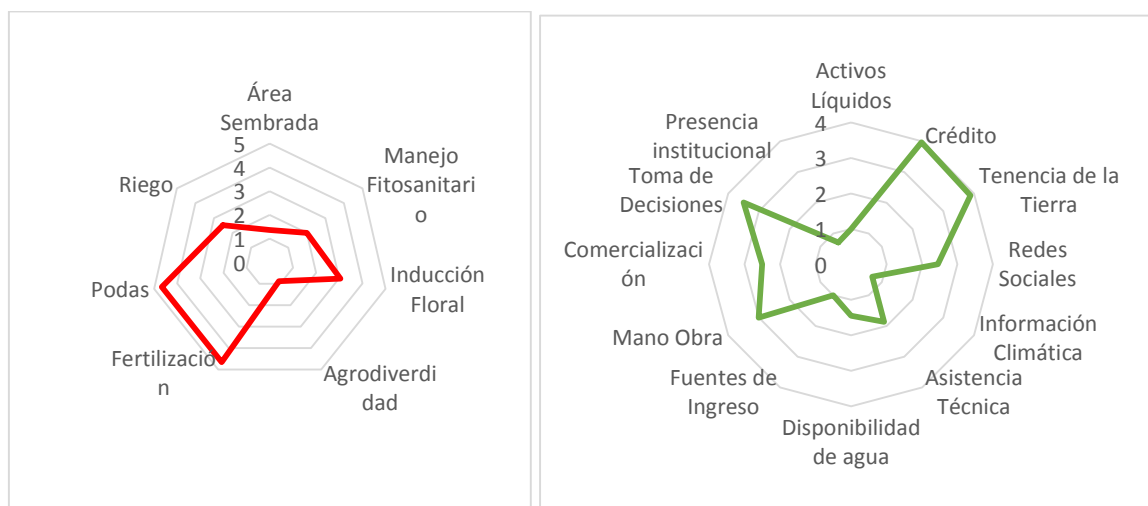 Área
Sembrada
5
4
3
2
1
0
Manejo
Fitosanitari
o
Inducción
Floral
Agrodiverdi
dad
Fertilizació
n
Podas
Riego
Activos
Líquidos
4
3
2
1
0
Crédito
Tenencia de la
Tierra
Redes
Sociales
Información
Climática
Asistencia
Técnica
Disponibilidad
de agua
Fuentes de
Ingreso
Mano Obra
Comercializaci
ón
Toma de
Decisiones
Presencia
institucional